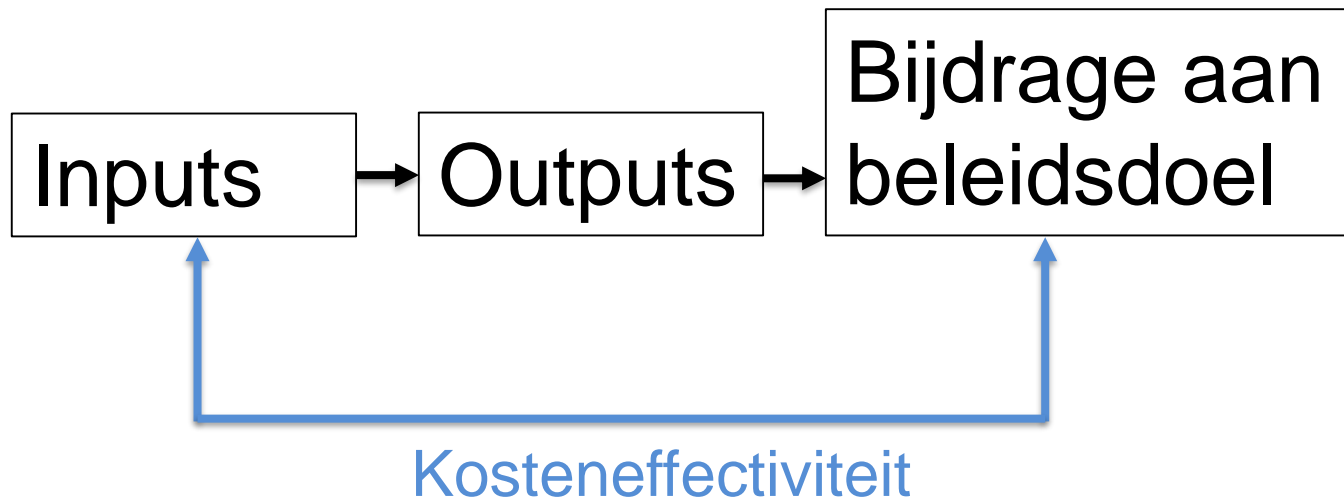 Inputs
Outputs
Bijdrage aan
beleidsdoel
Kosteneffectiviteit